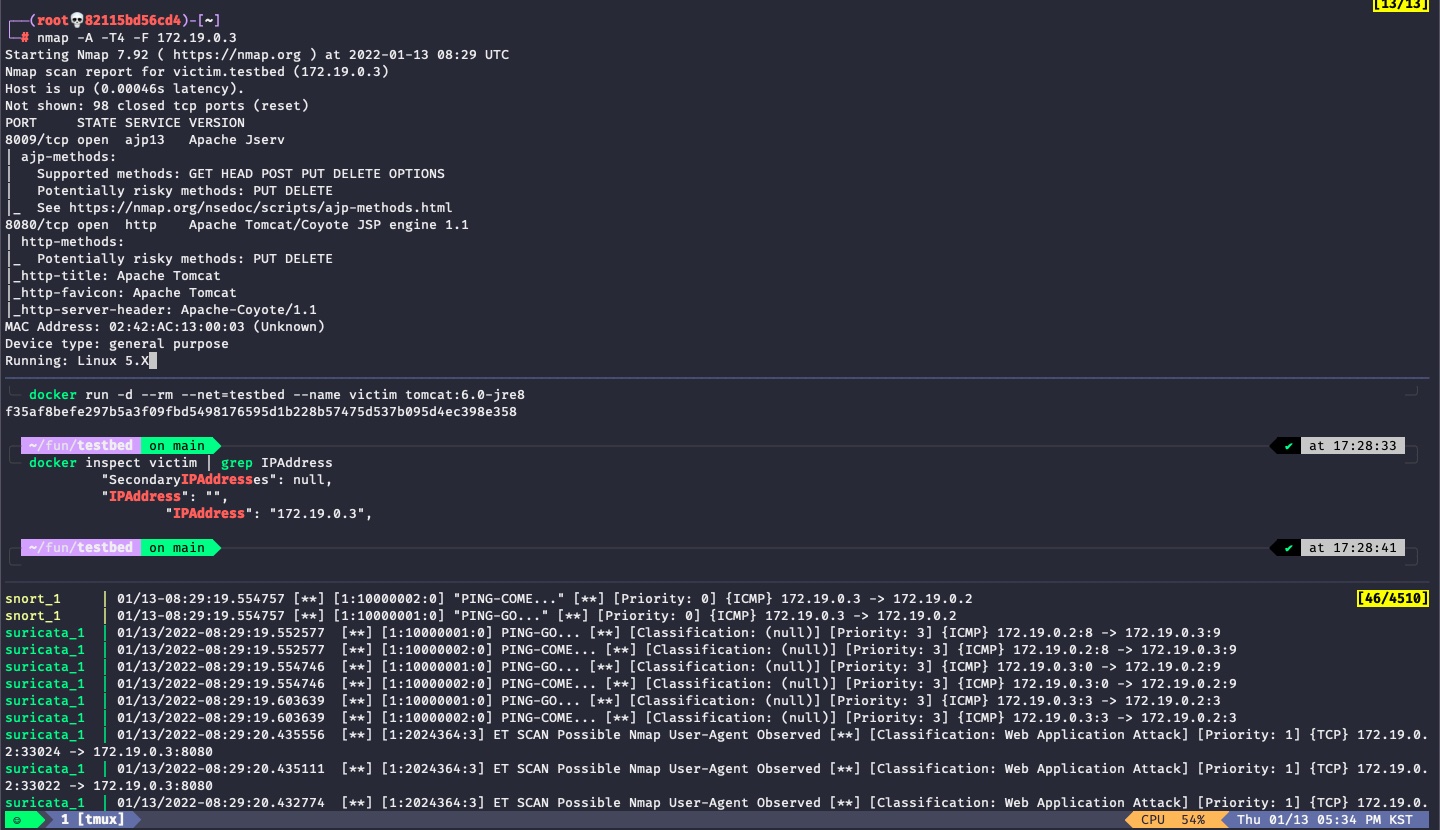 [13/13]
(root💀82115bd56cd4)-[~]
# nmap -A -T4 -F 172.19.0.3
Starting Nmap 7.92 ( https://nmap.org ) at 2022-01-13 08:29 UTC
Nmap scan report for victim.testbed (172.19.0.3)
Host is up (0.00046s latency).
Not shown: 98 closed tcp ports (reset)
PORT     STATE SERVICE VERSION
8009/tcp open  ajp13   Apache Jserv
| ajp-methods:
|   Supported methods: GET HEAD POST PUT DELETE OPTIONS
|   Potentially risky methods: PUT DELETE
|_  See https://nmap.org/nsedoc/scripts/ajp-methods.html
8080/tcp open  http    Apache Tomcat/Coyote JSP engine 1.1
| http-methods:
|_  Potentially risky methods: PUT DELETE
|_http-title: Apache Tomcat
|_http-favicon: Apache Tomcat
|_http-server-header: Apache-Coyote/1.1
MAC Address: 02:42:AC:13:00:03 (Unknown)
Device type: general purpose
Running: Linux 5.X
docker run -d --rm --net=testbed --name victim tomcat:6.0-jre8
f35af8befe297b5a3f09fbd5498176595d1b228b57475d537b095d4ec398e358
~/fun/testbed on main ✔ at 17:28:33
docker inspect victim | grep IPAddress
"SecondaryIPAddresses": null,
"IPAddress": "",
"IPAddress": "172.19.0.3",
~/fun/testbed on main ✔ at 17:28:41
snort_1     | 01/13-08:29:19.554757 [**] [1:10000002:0] "PING-COME..." [**] [Priority: 0] {ICMP} 172.19.0.3 -> 172.19.0.2 [46/4510]
snort_1     | 01/13-08:29:19.554757 [**] [1:10000001:0] "PING-GO..." [**] [Priority: 0] {ICMP} 172.19.0.3 -> 172.19.0.2
suricata_1  | 01/13/2022-08:29:19.552577  [**] [1:10000001:0] PING-GO... [**] [Classification: (null)] [Priority: 3] {ICMP} 172.19.0.2:8 -> 172.19.0.3:9
suricata_1  | 01/13/2022-08:29:19.552577  [**] [1:10000002:0] PING-COME... [**] [Classification: (null)] [Priority: 3] {ICMP} 172.19.0.2:8 -> 172.19.0.3:9
suricata_1  | 01/13/2022-08:29:19.554746  [**] [1:10000001:0] PING-GO... [**] [Classification: (null)] [Priority: 3] {ICMP} 172.19.0.3:0 -> 172.19.0.2:9
suricata_1  | 01/13/2022-08:29:19.554746  [**] [1:10000002:0] PING-COME... [**] [Classification: (null)] [Priority: 3] {ICMP} 172.19.0.3:0 -> 172.19.0.2:9
suricata_1  | 01/13/2022-08:29:19.603639  [**] [1:10000001:0] PING-GO... [**] [Classification: (null)] [Priority: 3] {ICMP} 172.19.0.3:3 -> 172.19.0.2:3
suricata_1  | 01/13/2022-08:29:19.603639  [**] [1:10000002:0] PING-COME... [**] [Classification: (null)] [Priority: 3] {ICMP} 172.19.0.3:3 -> 172.19.0.2:3
suricata_1  | 01/13/2022-08:29:20.435556  [**] [1:2024364:3] ET SCAN Possible Nmap User-Agent Observed [**] [Classification: Web Application Attack] [Priority: 1] {TCP} 172.19.0.
2:33024 -> 172.19.0.3:8080
suricata_1  | 01/13/2022-08:29:20.435111  [**] [1:2024364:3] ET SCAN Possible Nmap User-Agent Observed [**] [Classification: Web Application Attack] [Priority: 1] {TCP} 172.19.0.
2:33022 -> 172.19.0.3:8080
suricata_1  | 01/13/2022-08:29:20.432774  [**] [1:2024364:3] ET SCAN Possible Nmap User-Agent Observed [**] [Classification: Web Application Attack] [Priority: 1] {TCP} 172.19.0.
☺ 1 [tmux] CPU 54% Thu 01/13 05:34 PM KST